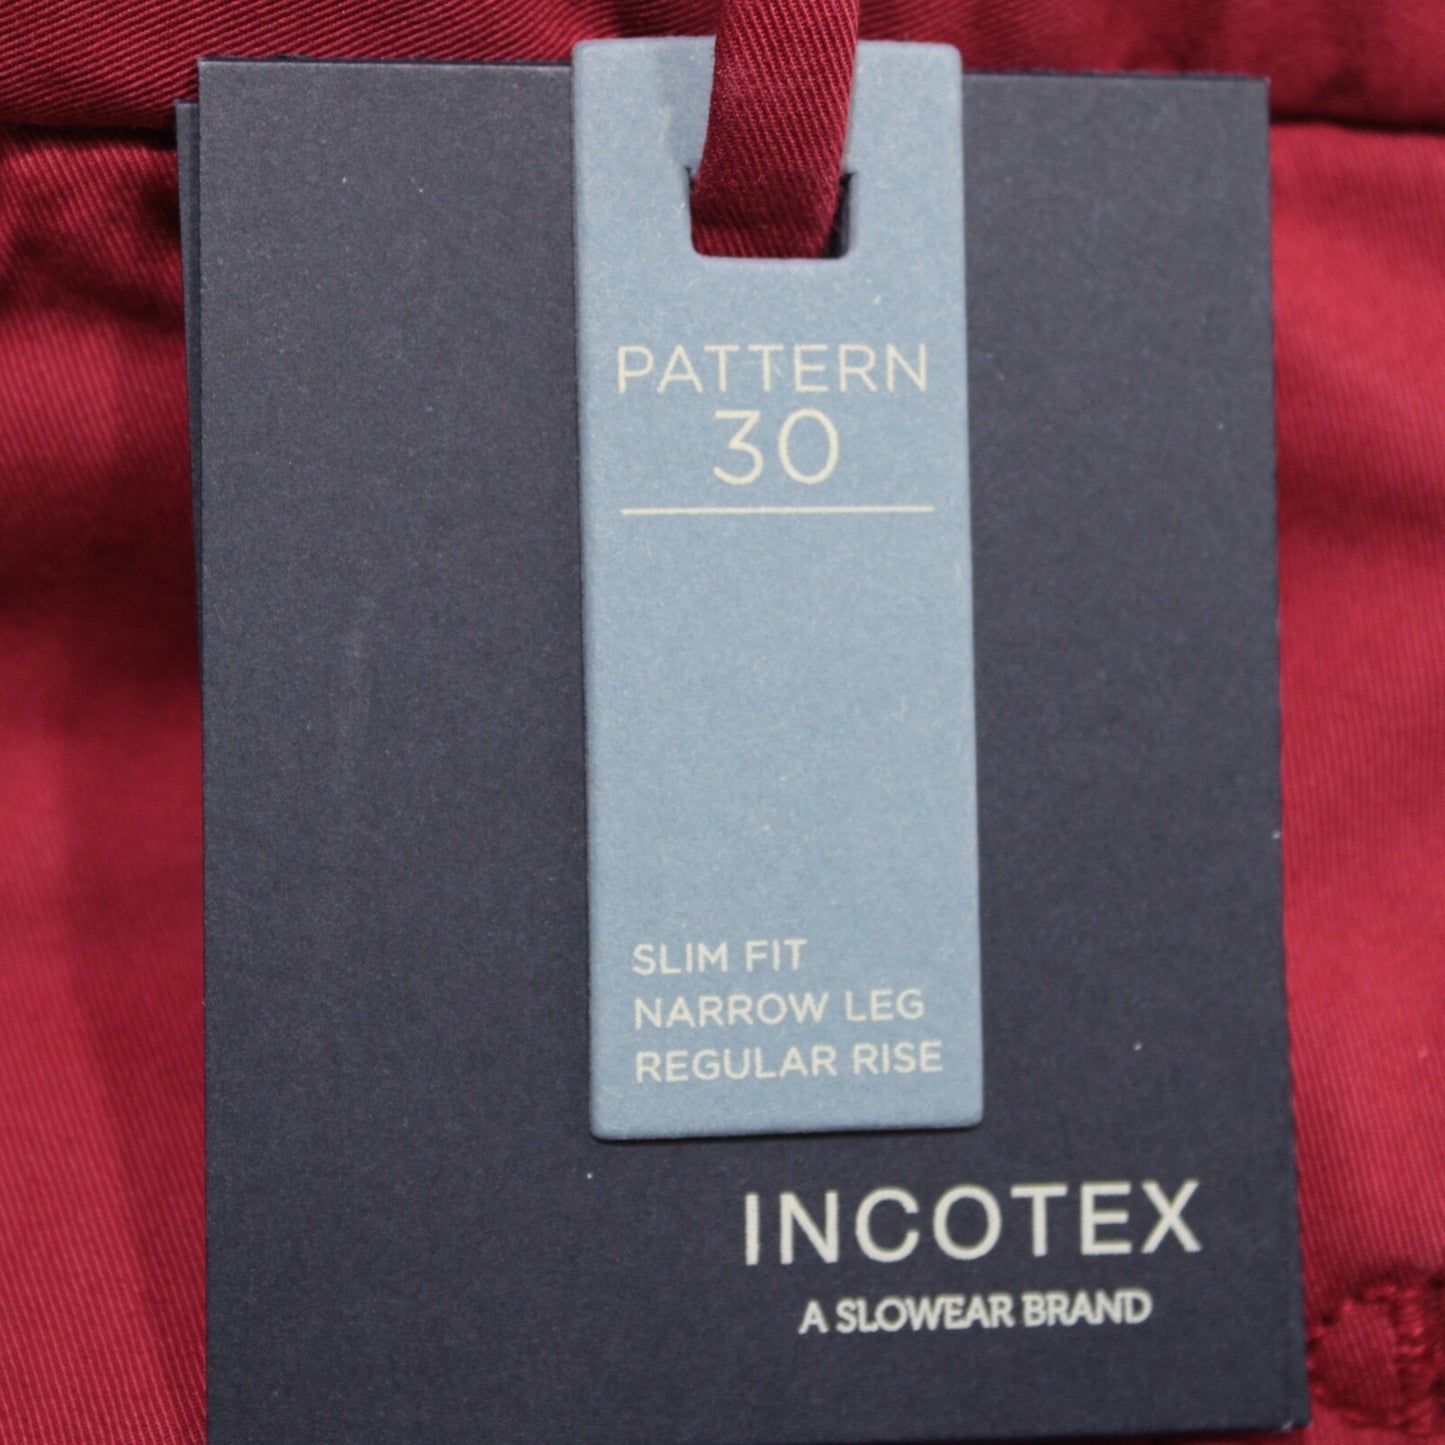 PATTERN
30
SLIM FIT
NARROW LEG
REGULAR RISE
INCOTEX
A SLOWEAR BRAND